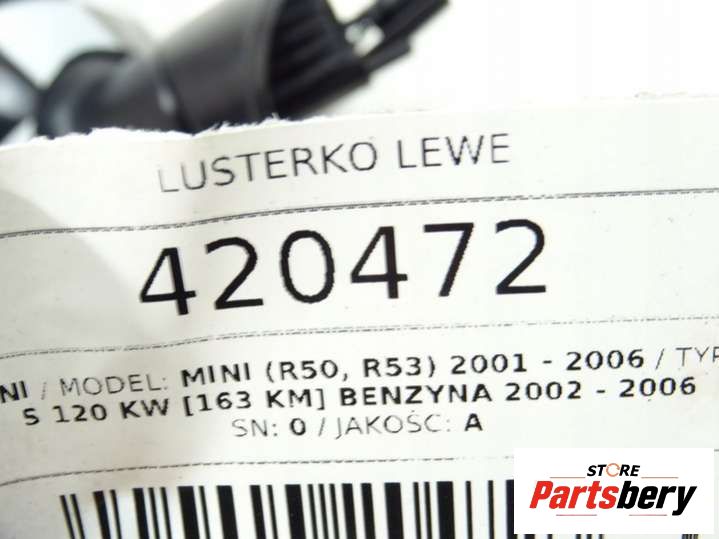 LUSTERKO LEWE
420472
NI / MODEL: MINI (R50, R53) 2001 - 2006 / TYP
S 120 KW [163 KM] BENZYNA 2002 - 2006
SN: 0 / JAKOŚĆ: A
STORE
Partsbery